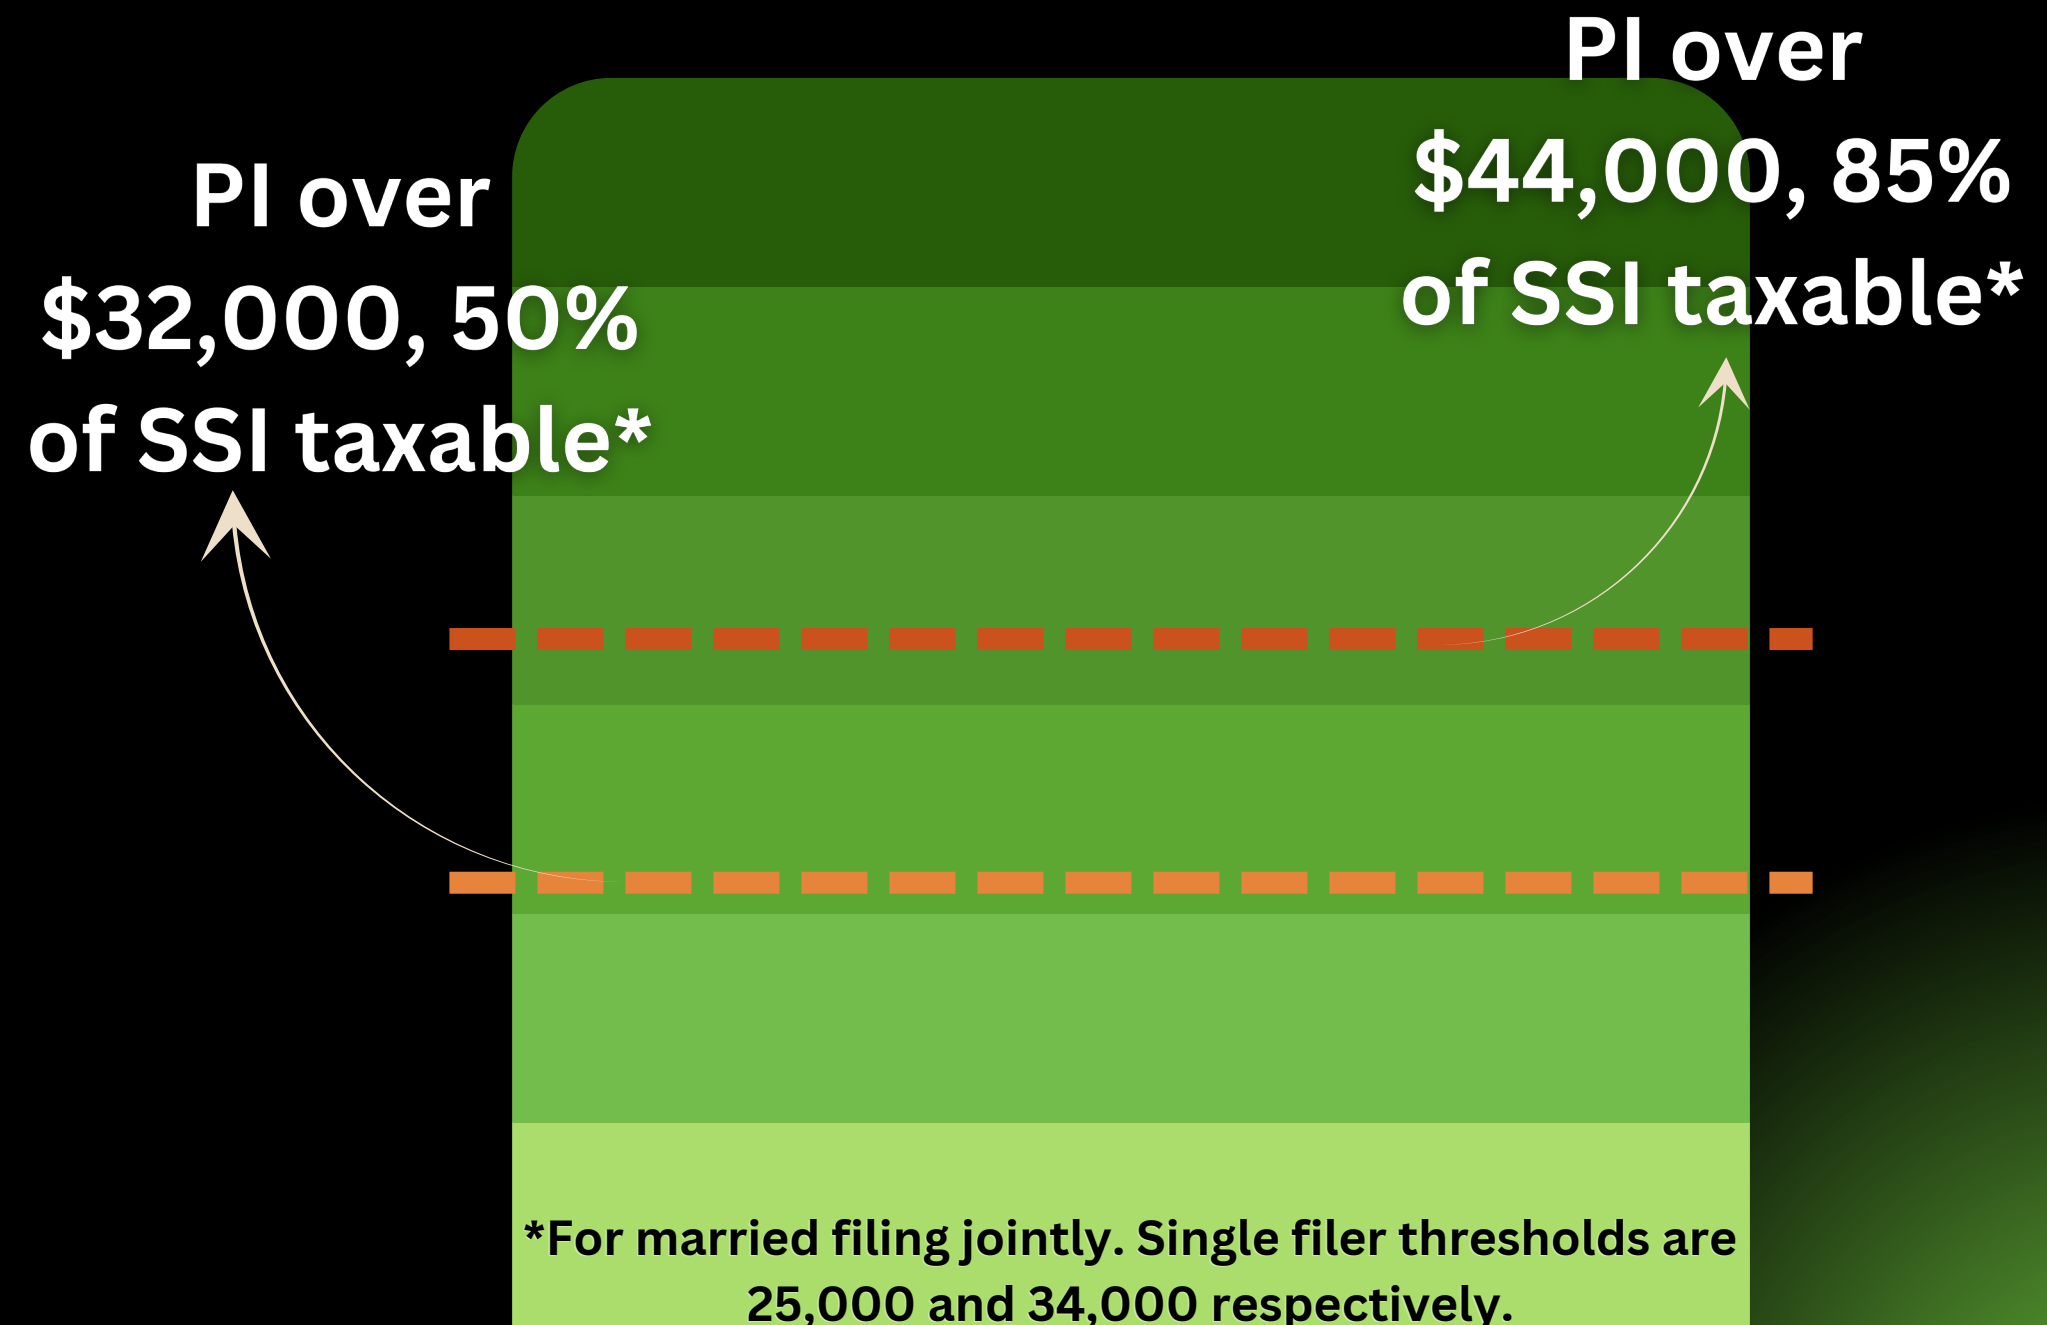 PI over
$32,000, 50%
of SSI taxable*
PI over
$44,000, 85%
of SSI taxable*
*For married filing jointly. Single filer thresholds are
25,000 and 34,000 respectively.